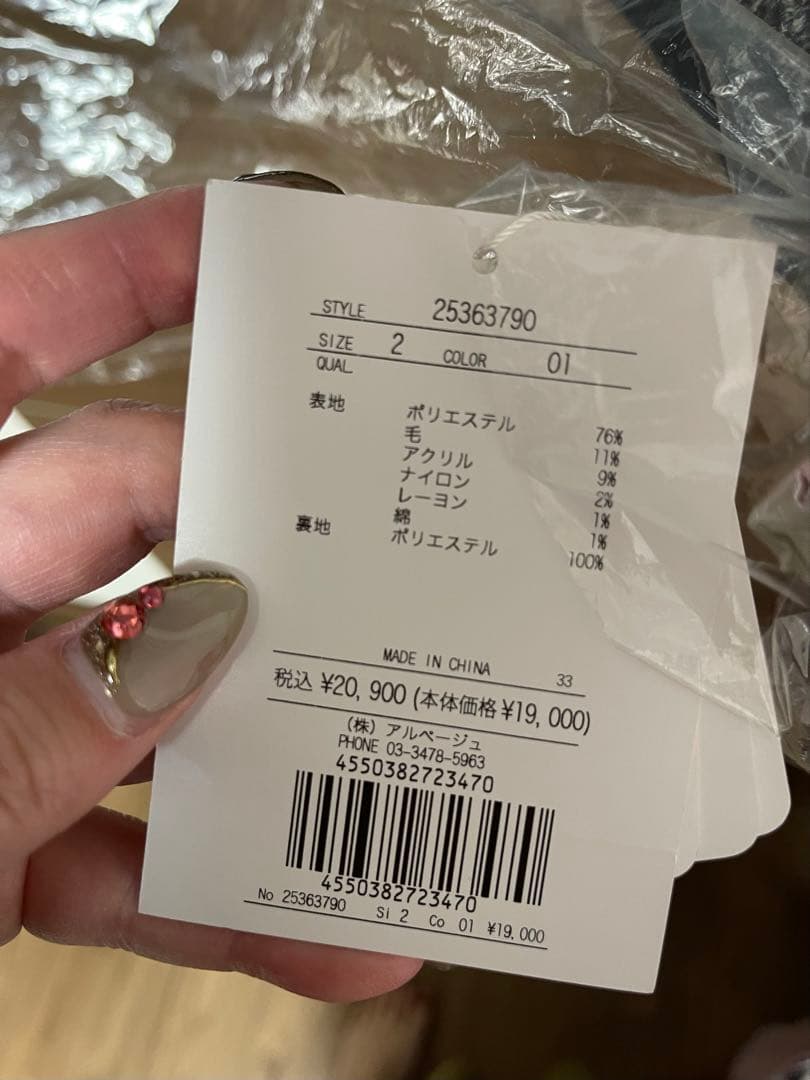 STYLE 25363790
SIZE 2 COLOR 01
QUAL
表地 ポリエステル 76%
毛 11%
アクリル 9%
ナイロン 2%
レーヨン 1%
綿 1%
裏地 ポリエステル 100%
MADE IN CHINA 33
税込 ¥20,900 (本体価格¥19,000)
(株) アルページュ
PHONE 03-3478-5963
4550382723470
4550382723470
No 25363790 Si 2 Co 01 ¥19,000